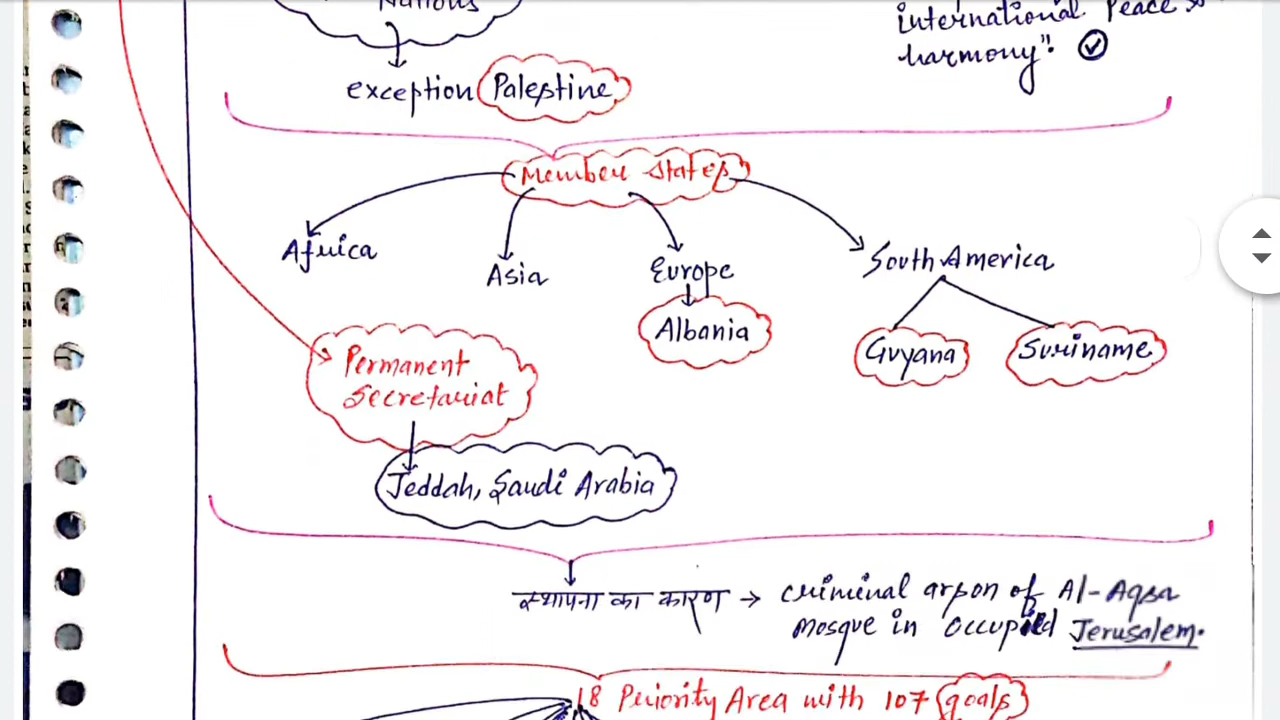 Nations
international Peace &
harmony".
exception Palestine
Member States
Africa
Asia
Europe
South America
Albania
Guyana
Suriname
Permanent
Secretariat
Jeddah, Saudi Arabia
स्थापना का कारण → criminal arson of Al-Aqsa
mosque in occupied Jerusalem.
18 Periority Area with 107 goals